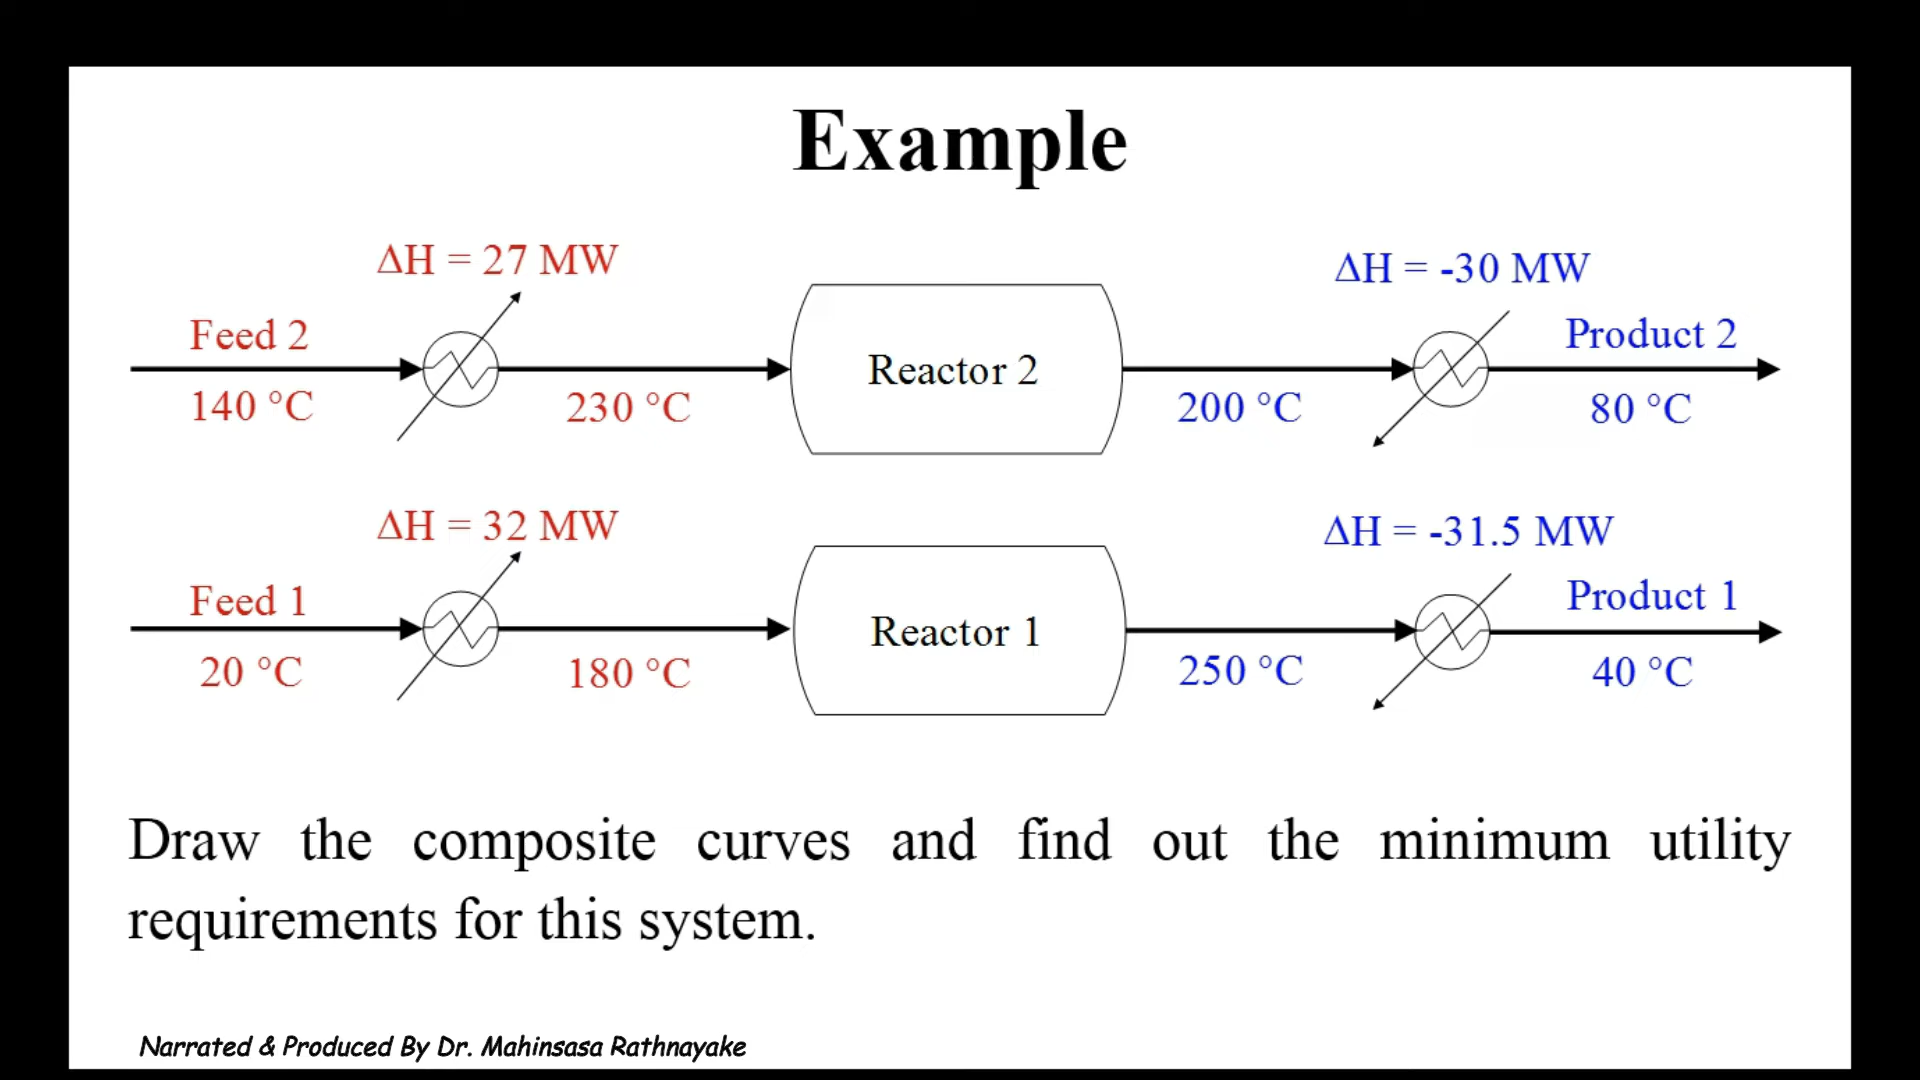 Example
ΔH = 27 MW
ΔH = -30 MW
Feed 2
Product 2
Reactor 2
140 °C
230 °C
200 °C
80 °C
ΔH = 32 MW
ΔH = -31.5 MW
Feed 1
Product 1
Reactor 1
20 °C
180 °C
250 °C
40 °C
Draw the composite curves and find out the minimum utility
requirements for this system.
Narrated & Produced By Dr. Mahinsasa Rathnayake